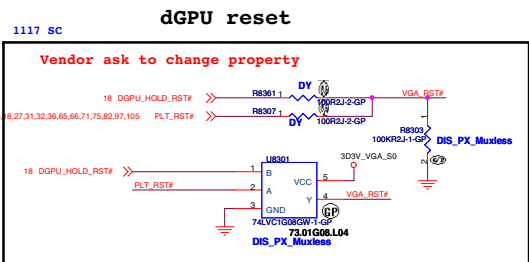 dGPU reset
1117 SC
Vendor ask to change property
DY
R8361 1
18 DGPU_HOLD_RST#
VGA_RST#
100R2J-2-GP
R8307 1
,18,27,31,32,36,65,66,71,75,82,97,105 PLT_RST#
DY
100R2J-2-GP
1
R8303
100KR2J-1-GP
DIS_PX_Muxless
2
U8301
3D3V_VGA_S0
18 DGPU_HOLD_RST#
1 B
VCC 5
PLT_RST#
2 A
Y 4 VGA_RST#
3 GND
GP
74LVC1G08GW-1-GP
73.01G08.L04
DIS_PX_Muxless